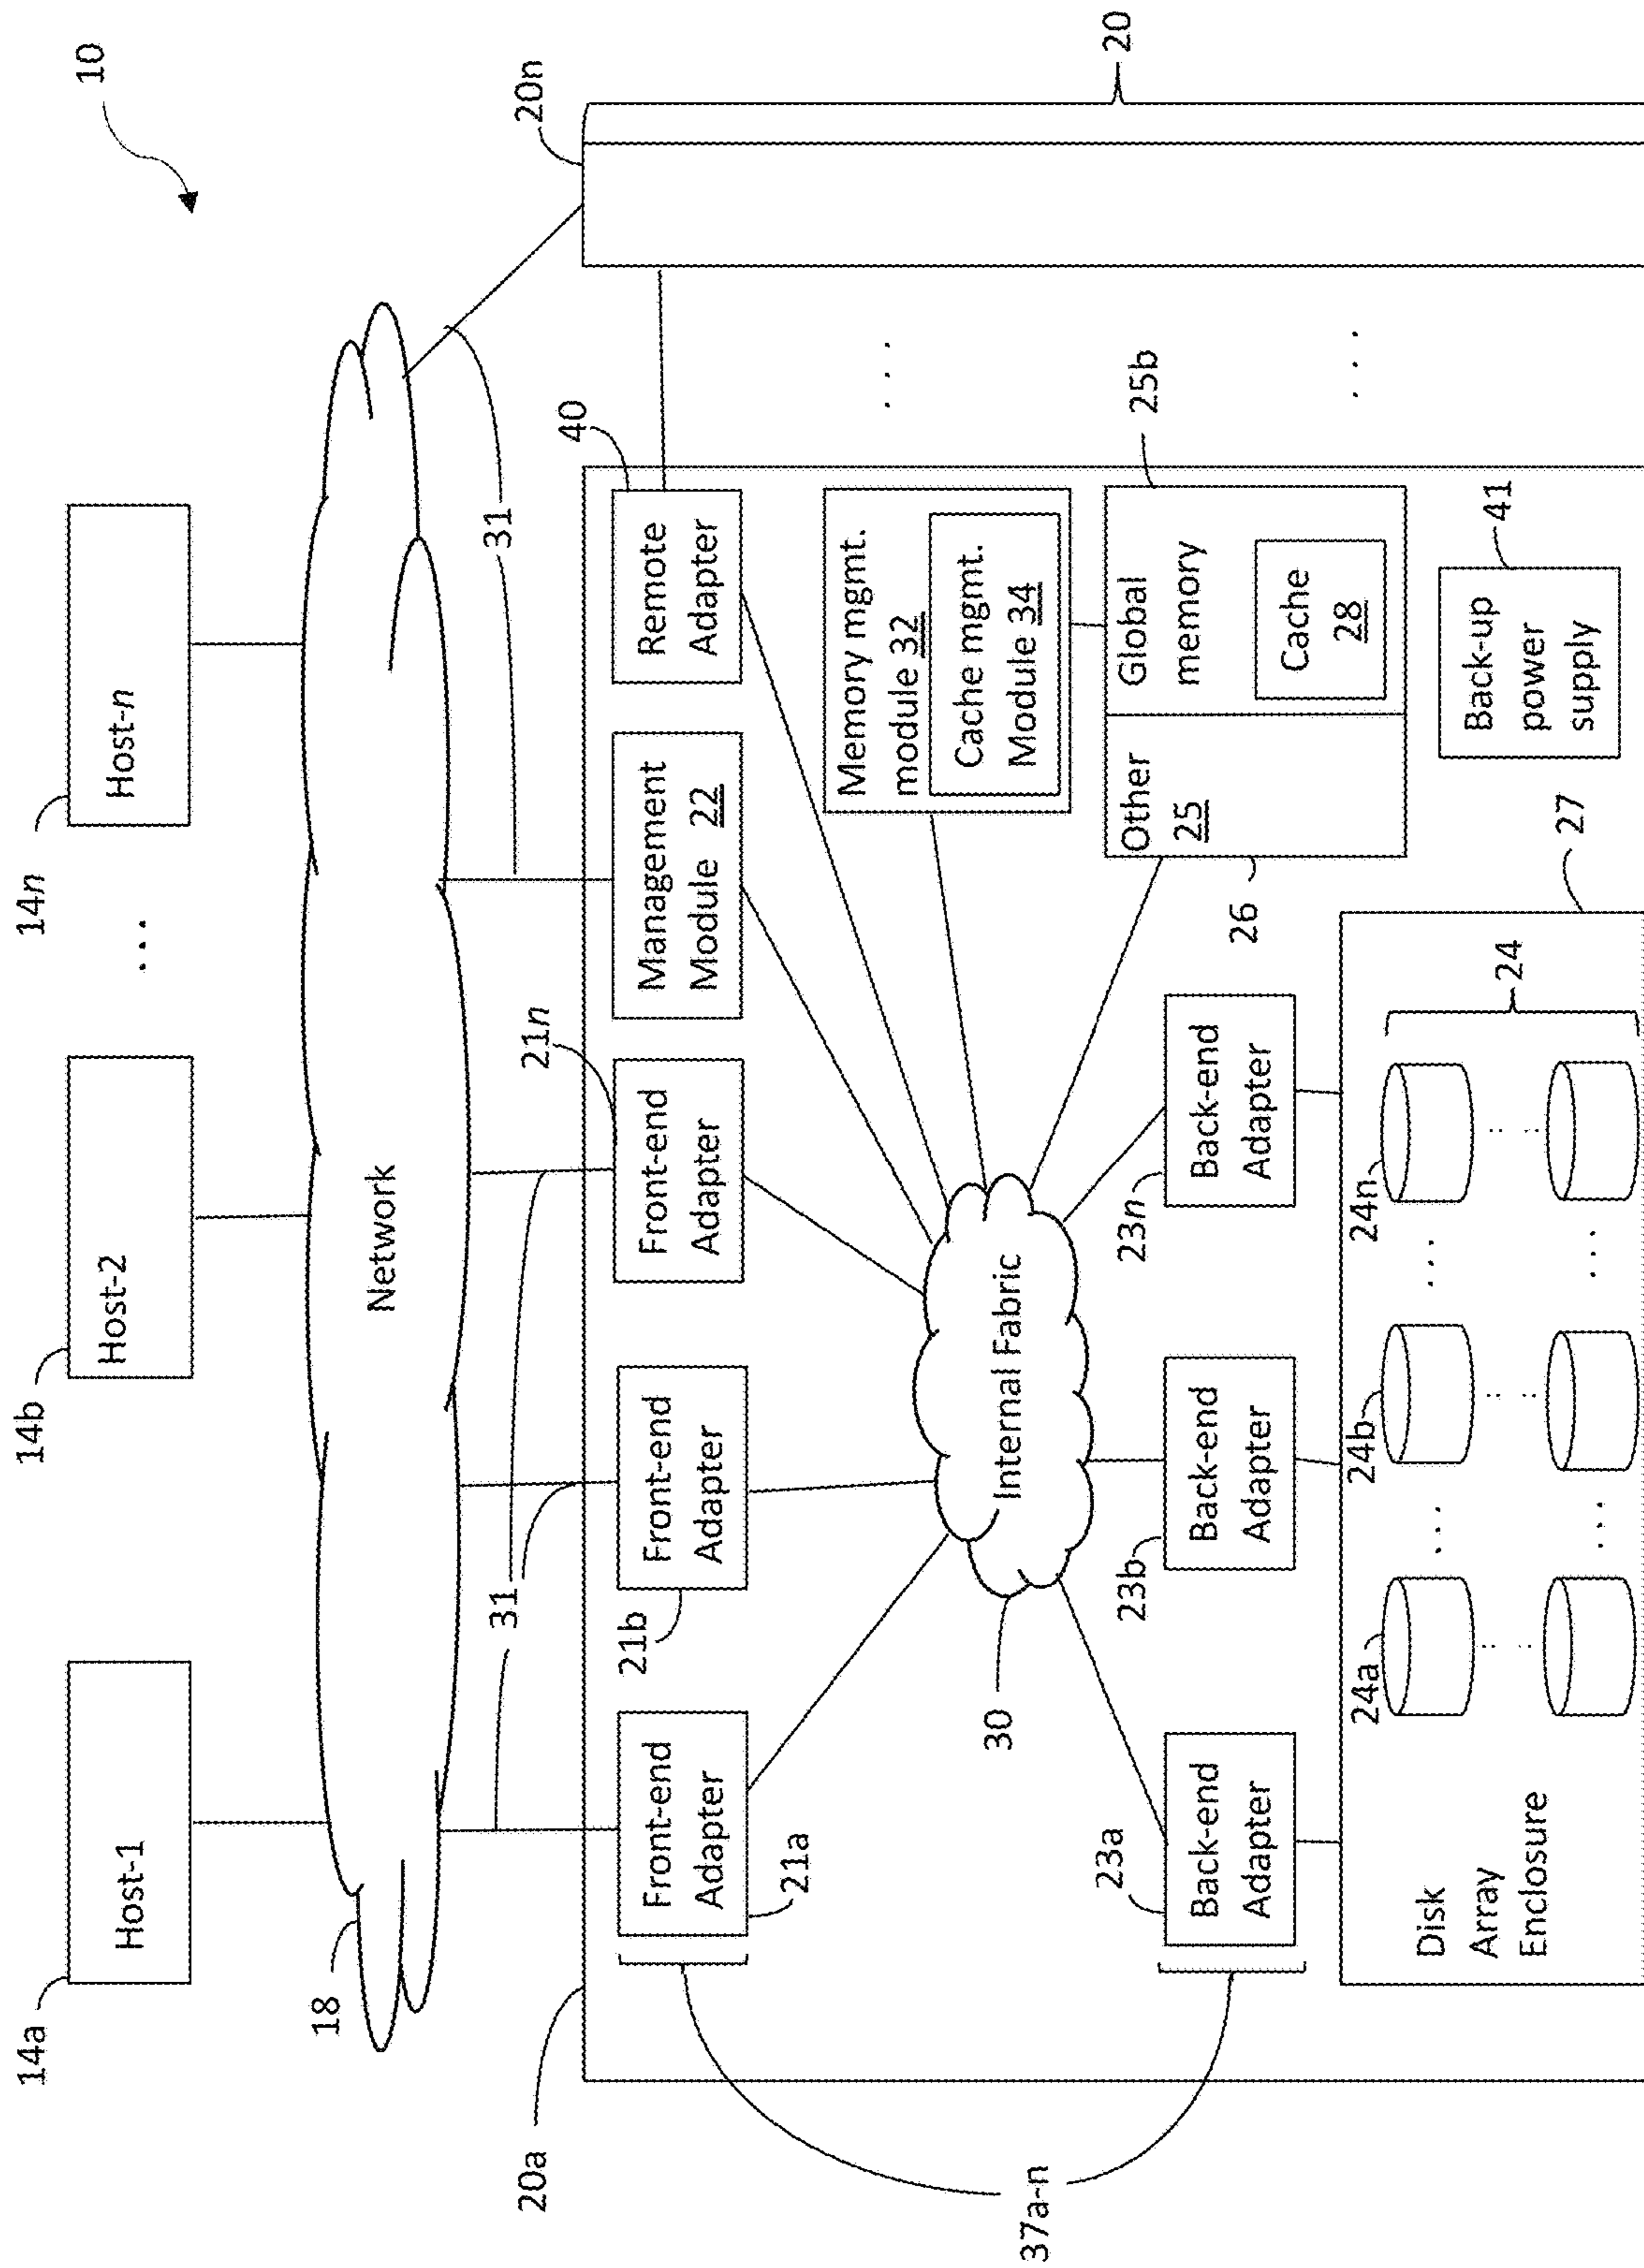 10
14a
14b
14n
...
Host-1
Host-2
Host-n
18
Network
20a
31
31
20n
20
21n
40
Front-end
Adapter
21a
Front-end
Adapter
21b
Front-end
Adapter
Management
Module 22
Remote
Adapter
Memory mgmt.
module 32
Cache mgmt.
Module 34
...
37a-n
30
Internal Fabric
25b
Other
25
Global
memory
Cache
28
26
23a
Back-end
Adapter
23b
Back-end
Adapter
23n
Back-end
Adapter
41
Back-up
power
supply
...
27
24a
24b
24n
24
...
...
...
...
Disk
Array
Enclosure